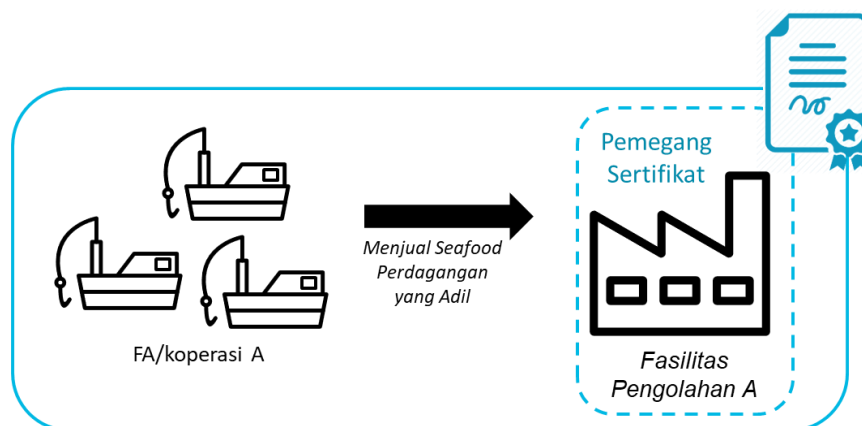 Pemegang
Sertifikat
Menjual Seafood
Perdagangan
yang Adil
FA/koperasi A
Fasilitas
Pengolahan A